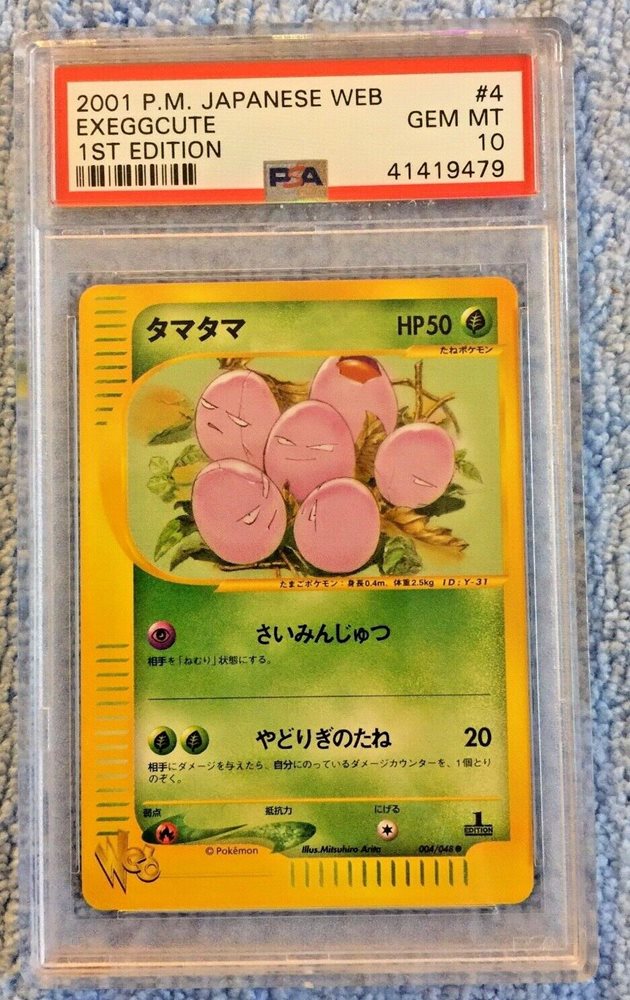 2001 P.M. JAPANESE WEB #4
EXEGGCUTE GEM MT
1ST EDITION 10
PSA 41419479
タマタマ HP50
たねポケモン
たまごポケモン：身長0.4m、体重2.5kg ID:Y-31
さいみんじゅつ
相手を「ねむり」状態にする。
やどりぎのたね 20
相手にダメージを与えたら、自分にのっているダメージカウンターを、1個とり
のぞく。
弱点 抵抗力 にげる
1
EDITION
Web
©Pokémon Illus.Mitsuhiro Arita 004/048